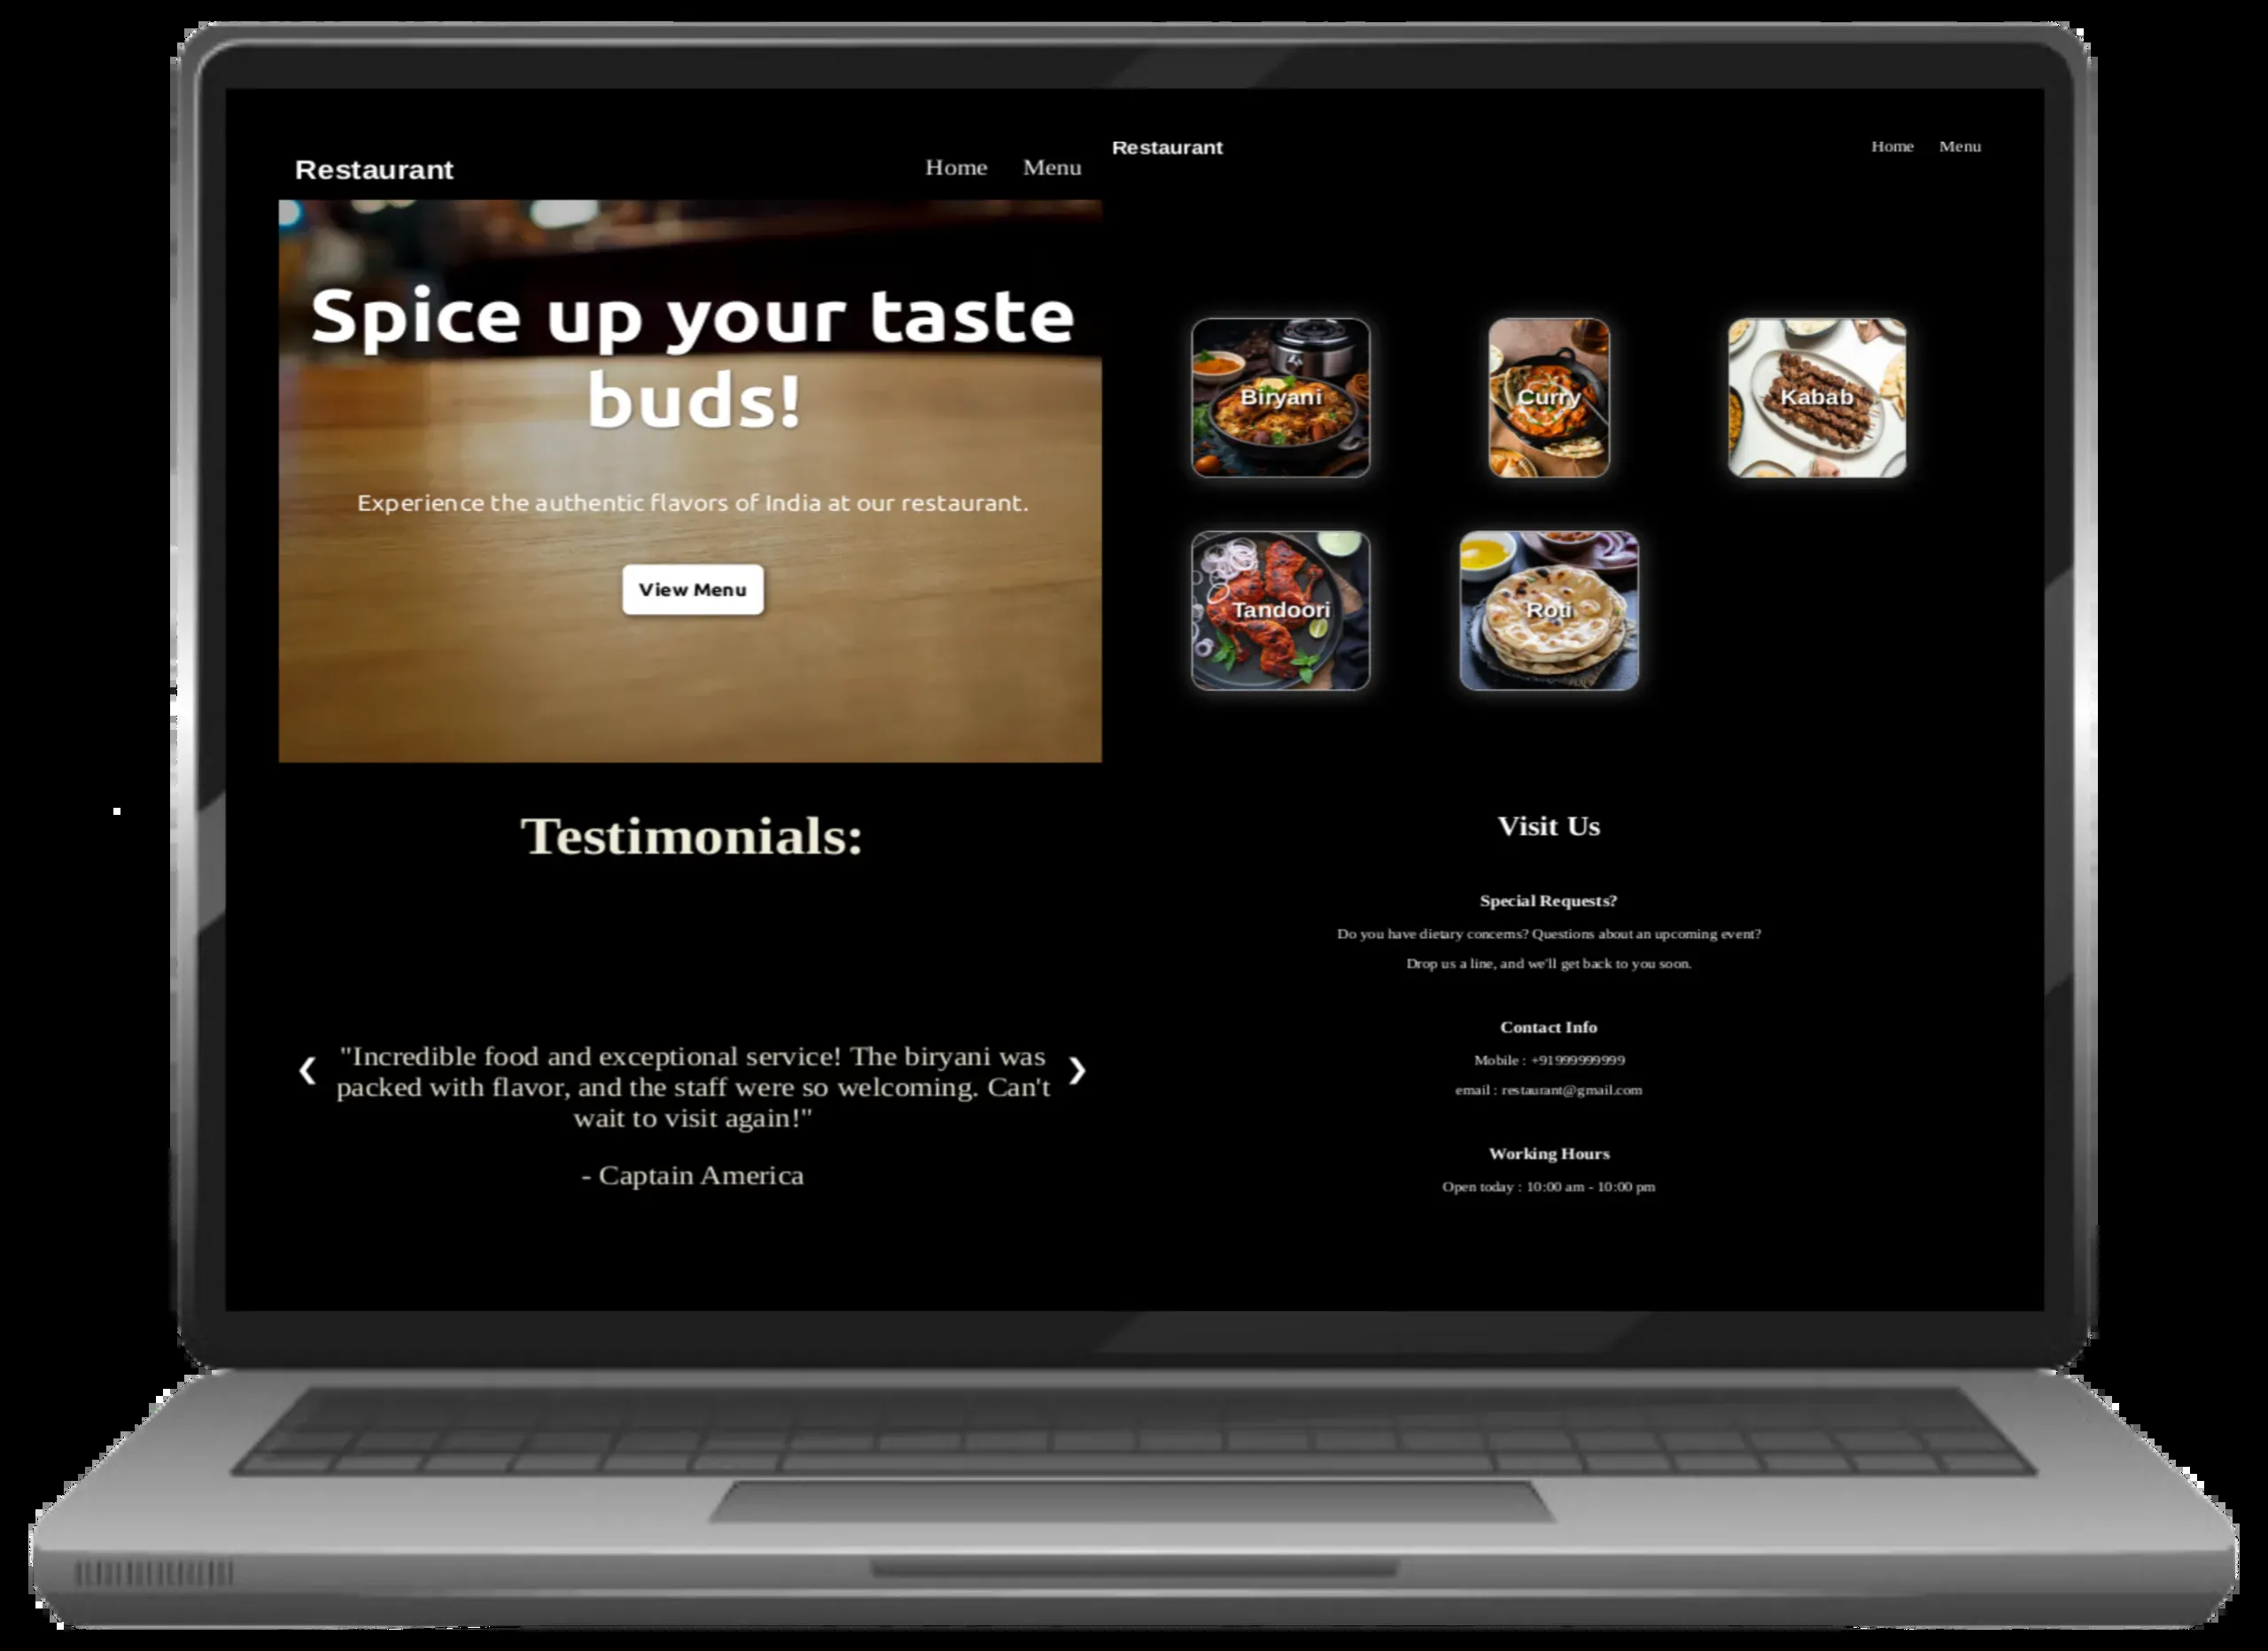 Restaurant
Home Menu
Spice up your taste
buds!
Experience the authentic flavors of India at our restaurant.
View Menu
Testimonials:
❮
"Incredible food and exceptional service! The biryani was
packed with flavor, and the staff were so welcoming. Can't
wait to visit again!"
❯
- Captain America
Restaurant
Home Menu
Biryani
Curry
Kabab
Tandoori
Roti
Visit Us
Special Requests?
Do you have dietary concerns? Questions about an upcoming event?
Drop us a line, and we'll get back to you soon.
Contact Info
Mobile : +91999999999
email : restaurant@gmail.com
Working Hours
Open today : 10:00 am - 10:00 pm